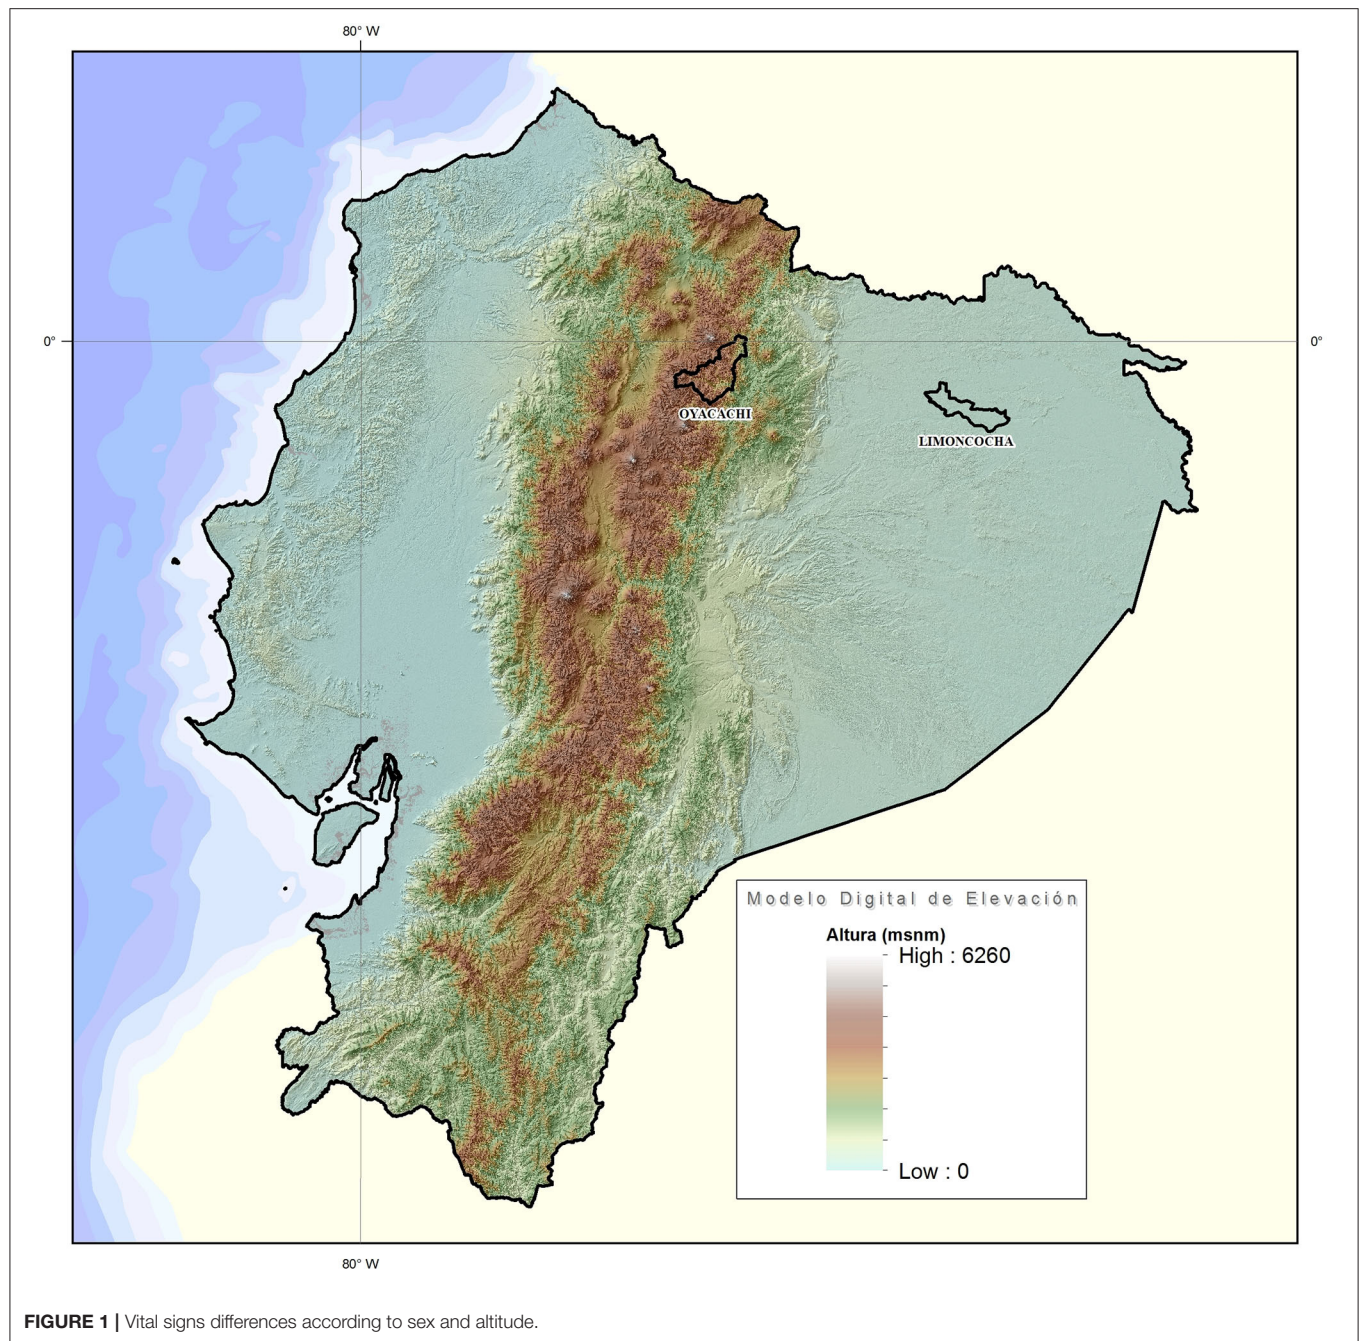 80° W
0°
0°
OYACACHI
LIMONCOCHA
Modelo Digital de Elevación
Altura (msnm)
High : 6260
Low : 0
80° W
FIGURE 1 | Vital signs differences according to sex and altitude.